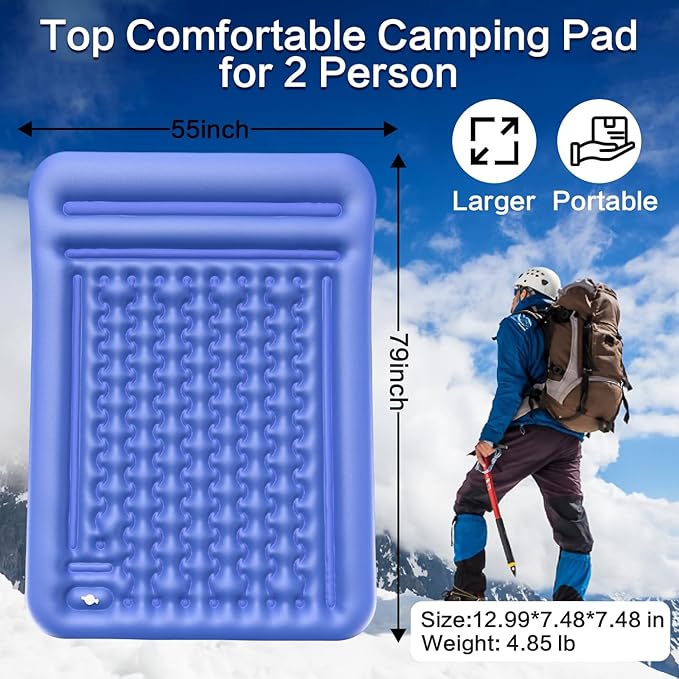 Top Comfortable Camping Pad
for 2 Person
55inch
Larger Portable
79inch
Size:12.99*7.48*7.48 in
Weight: 4.85 lb